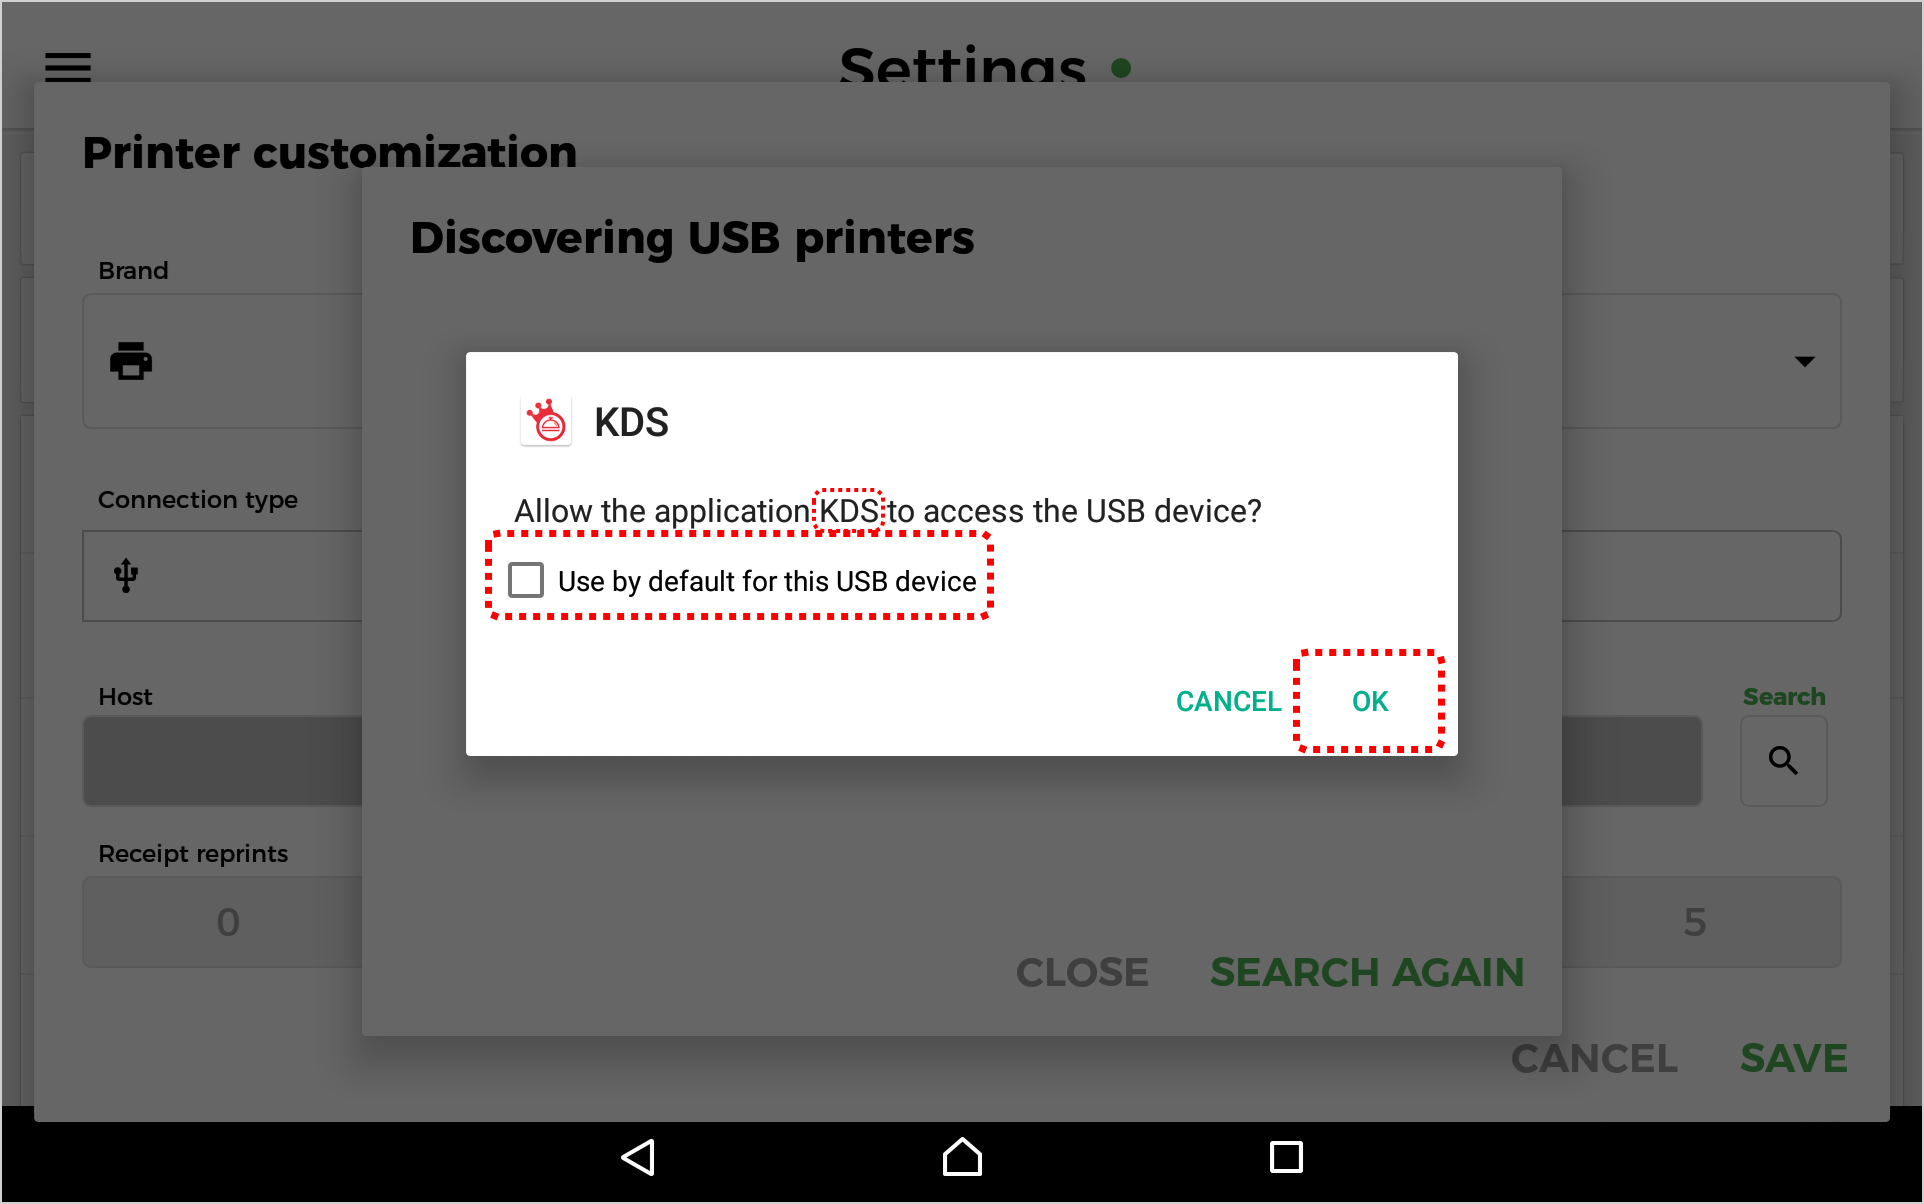 Settings
Printer customization
Discovering USB printers
Brand
KDS
Allow the application KDS to access the USB device?
Connection type
Use by default for this USB device
CANCEL OK
Host
Search
Receipt reprints
0
5
CLOSE SEARCH AGAIN
CANCEL SAVE